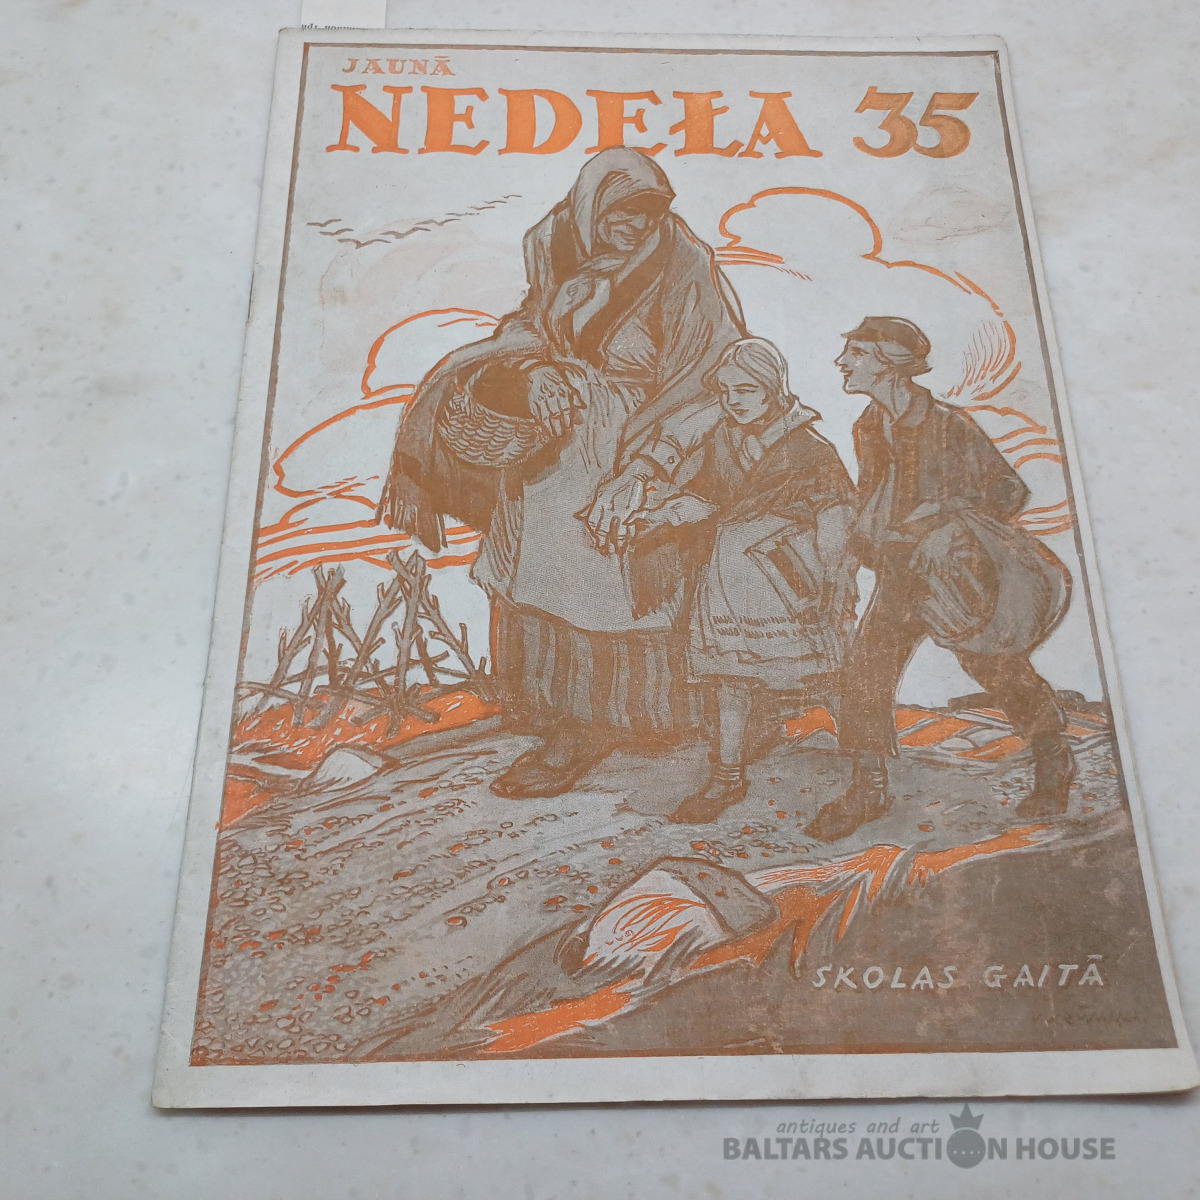 JAUNĀ
NEDEŁA 35
SKOLAS GAITĀ
antiques and art
BALTARS AUCTION HOUSE